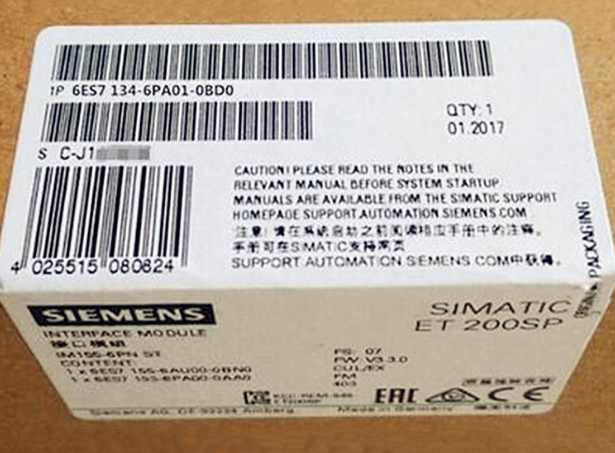 1P 6ES7 134-6PA01-0BD0
QTY: 1
01.2017
S C-J1
CAUTION! PLEASE READ THE NOTES IN THE
RELEVANT MANUAL BEFORE SYSTEM STARTUP
MANUALS ARE AVAILABLE FROM THE SIMATIC SUPPORT
HOMEPAGE SUPPORT.AUTOMATION SIEMENS.COM
注意!请在系统启动之前阅读相应手册中的注释。
手册可在SIMATIC支持网页
SUPPORT.AUTOMATION SIEMENS.COM中获得。
4 025515 080824
PACKAGING
SIEMENS
SIMATIC
ET 200SP
INTERFACE MODULE
接口模组
IM155-6PN ST
CONTENT:
1 x 6ES7 155-6AU00-0BN0
1 x 6ES7 193-6PA00-0AA0
FS: 07
FW: V3.3.0
CUL/EX
FM
403
EAC CE
ET200SP
Siemens AG, DE-92224 Amberg
Made in Germany